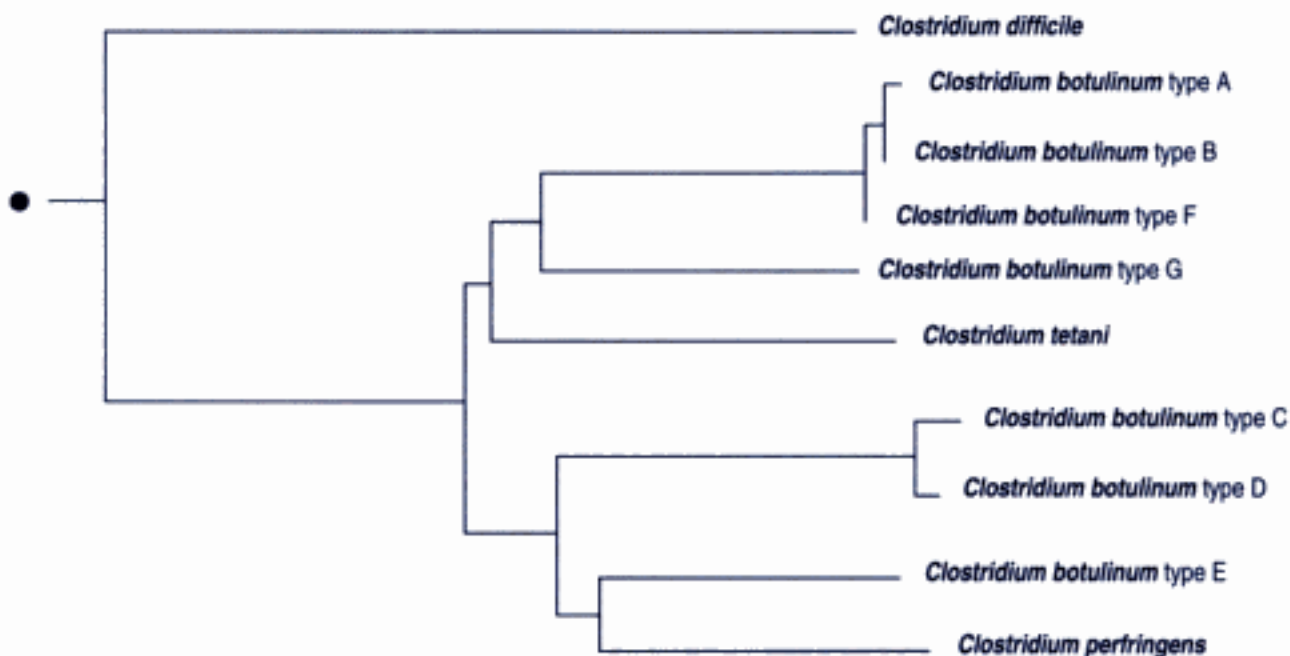 Clostridium difficile
Clostridium botulinum type A
Clostridium botulinum type B
Clostridium botulinum type F
Clostridium botulinum type G
Clostridium tetani
Clostridium botulinum type C
Clostridium botulinum type D
Clostridium botulinum type E
Clostridium perfringens